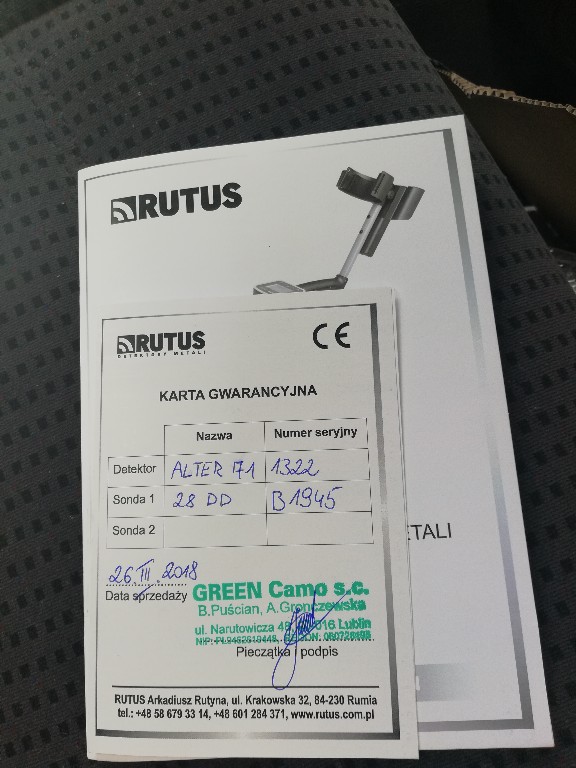 RUTUS
RUTUS
DETEKTORY METALI
CE
KARTA GWARANCYJNA
Nazwa Numer seryjny
Detektor ALTER I71 1322
Sonda 1 28 DD B1945
Sonda 2
26.III.2018
Data sprzedaży
GREEN Camo s.c.
B.Puścian, A.Gronczewska
ul. Narutowicza 016 Lublin
Pieczątka i podpis
RUTUS Arkadiusz Rutyna, ul. Krakowska 32, 84-230 Rumia
tel.: +48 58 679 33 14, +48 601 284 371, www.rutus.com.pl
ETALI